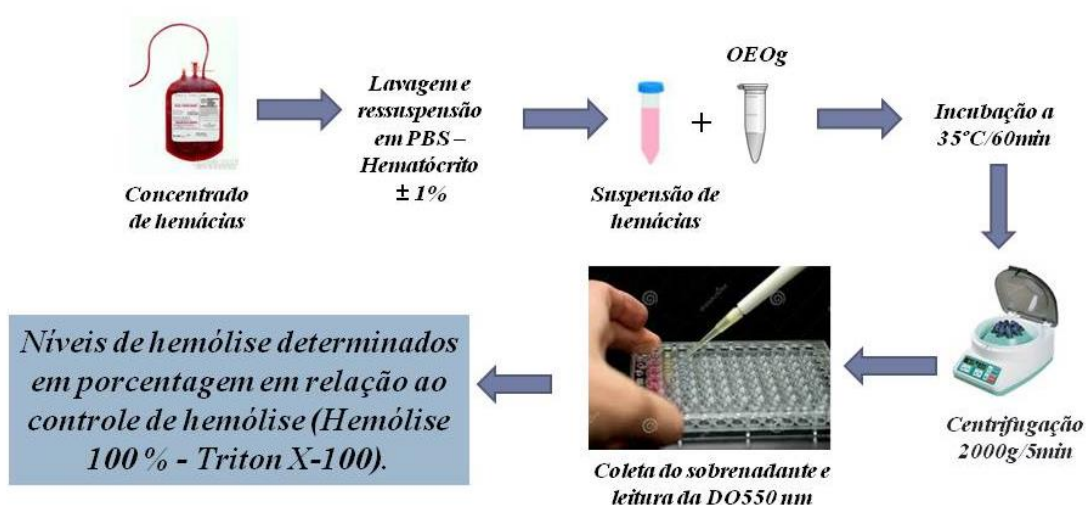 Concentrado
de hemácias
Lavagem e
ressuspensão
em PBS –
Hematócrito
± 1%
Suspensão de
hemácias
+
OEOg
Incubação a
35ºC/60min
Centrifugação
2000g/5min
Coleta do sobrenadante e
leitura da DO550 nm
Níveis de hemólise determinados
em porcentagem em relação ao
controle de hemólise (Hemólise
100% - Triton X-100).